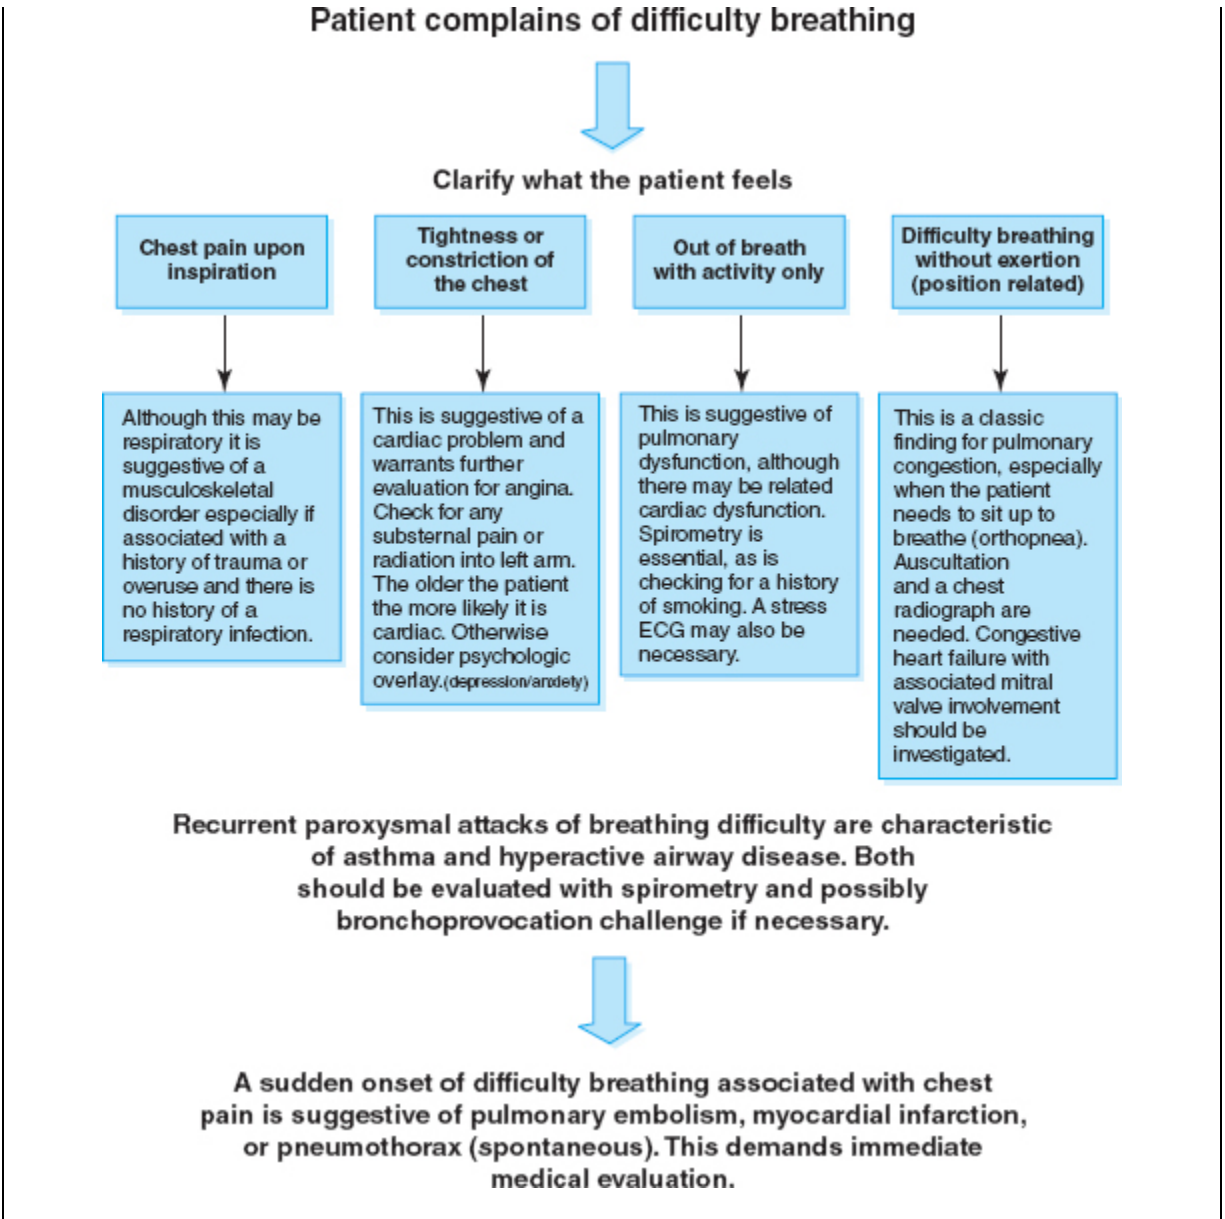 Patient complains of difficulty breathing
Clarify what the patient feels
Chest pain upon
inspiration
Tightness or
constriction of
the chest
Out of breath
with activity only
Difficulty breathing
without exertion
(position related)
Although this may be
respiratory it is
suggestive of a
musculoskeletal
disorder especially if
associated with a
history of trauma or
overuse and there is
no history of a
respiratory infection.
This is suggestive of a
cardiac problem and
warrants further
evaluation for angina.
Check for any
substernal pain or
radiation into left arm.
The older the patient
the more likely it is
cardiac. Otherwise
consider psychologic
overlay.(depression/anxiety)
This is suggestive of
pulmonary
dysfunction, although
there may be related
cardiac dysfunction.
Spirometry is
essential, as is
checking for a history
of smoking. A stress
ECG may also be
necessary.
This is a classic
finding for pulmonary
congestion, especially
when the patient
needs to sit up to
breathe (orthopnea).
Auscultation
and a chest
radiograph are
needed. Congestive
heart failure with
associated mitral
valve involvement
should be
investigated.
Recurrent paroxysmal attacks of breathing difficulty are characteristic
of asthma and hyperactive airway disease. Both
should be evaluated with spirometry and possibly
bronchoprovocation challenge if necessary.
A sudden onset of difficulty breathing associated with chest
pain is suggestive of pulmonary embolism, myocardial infarction,
or pneumothorax (spontaneous). This demands immediate
medical evaluation.